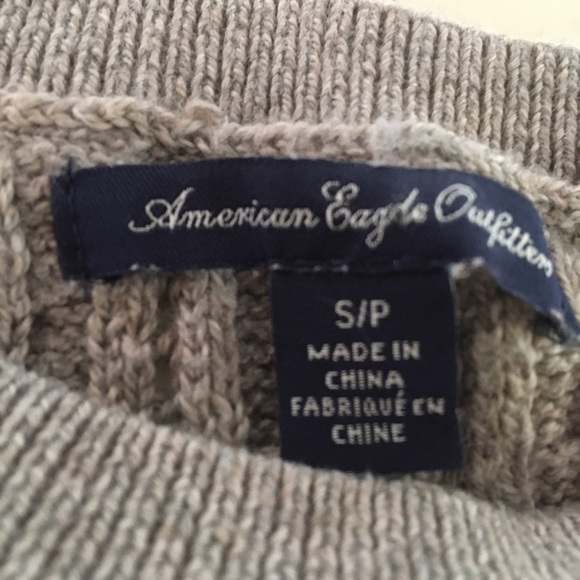 American Eagle Outfitters
S/P
MADE IN
CHINA
FABRIQUÉ EN
CHINE